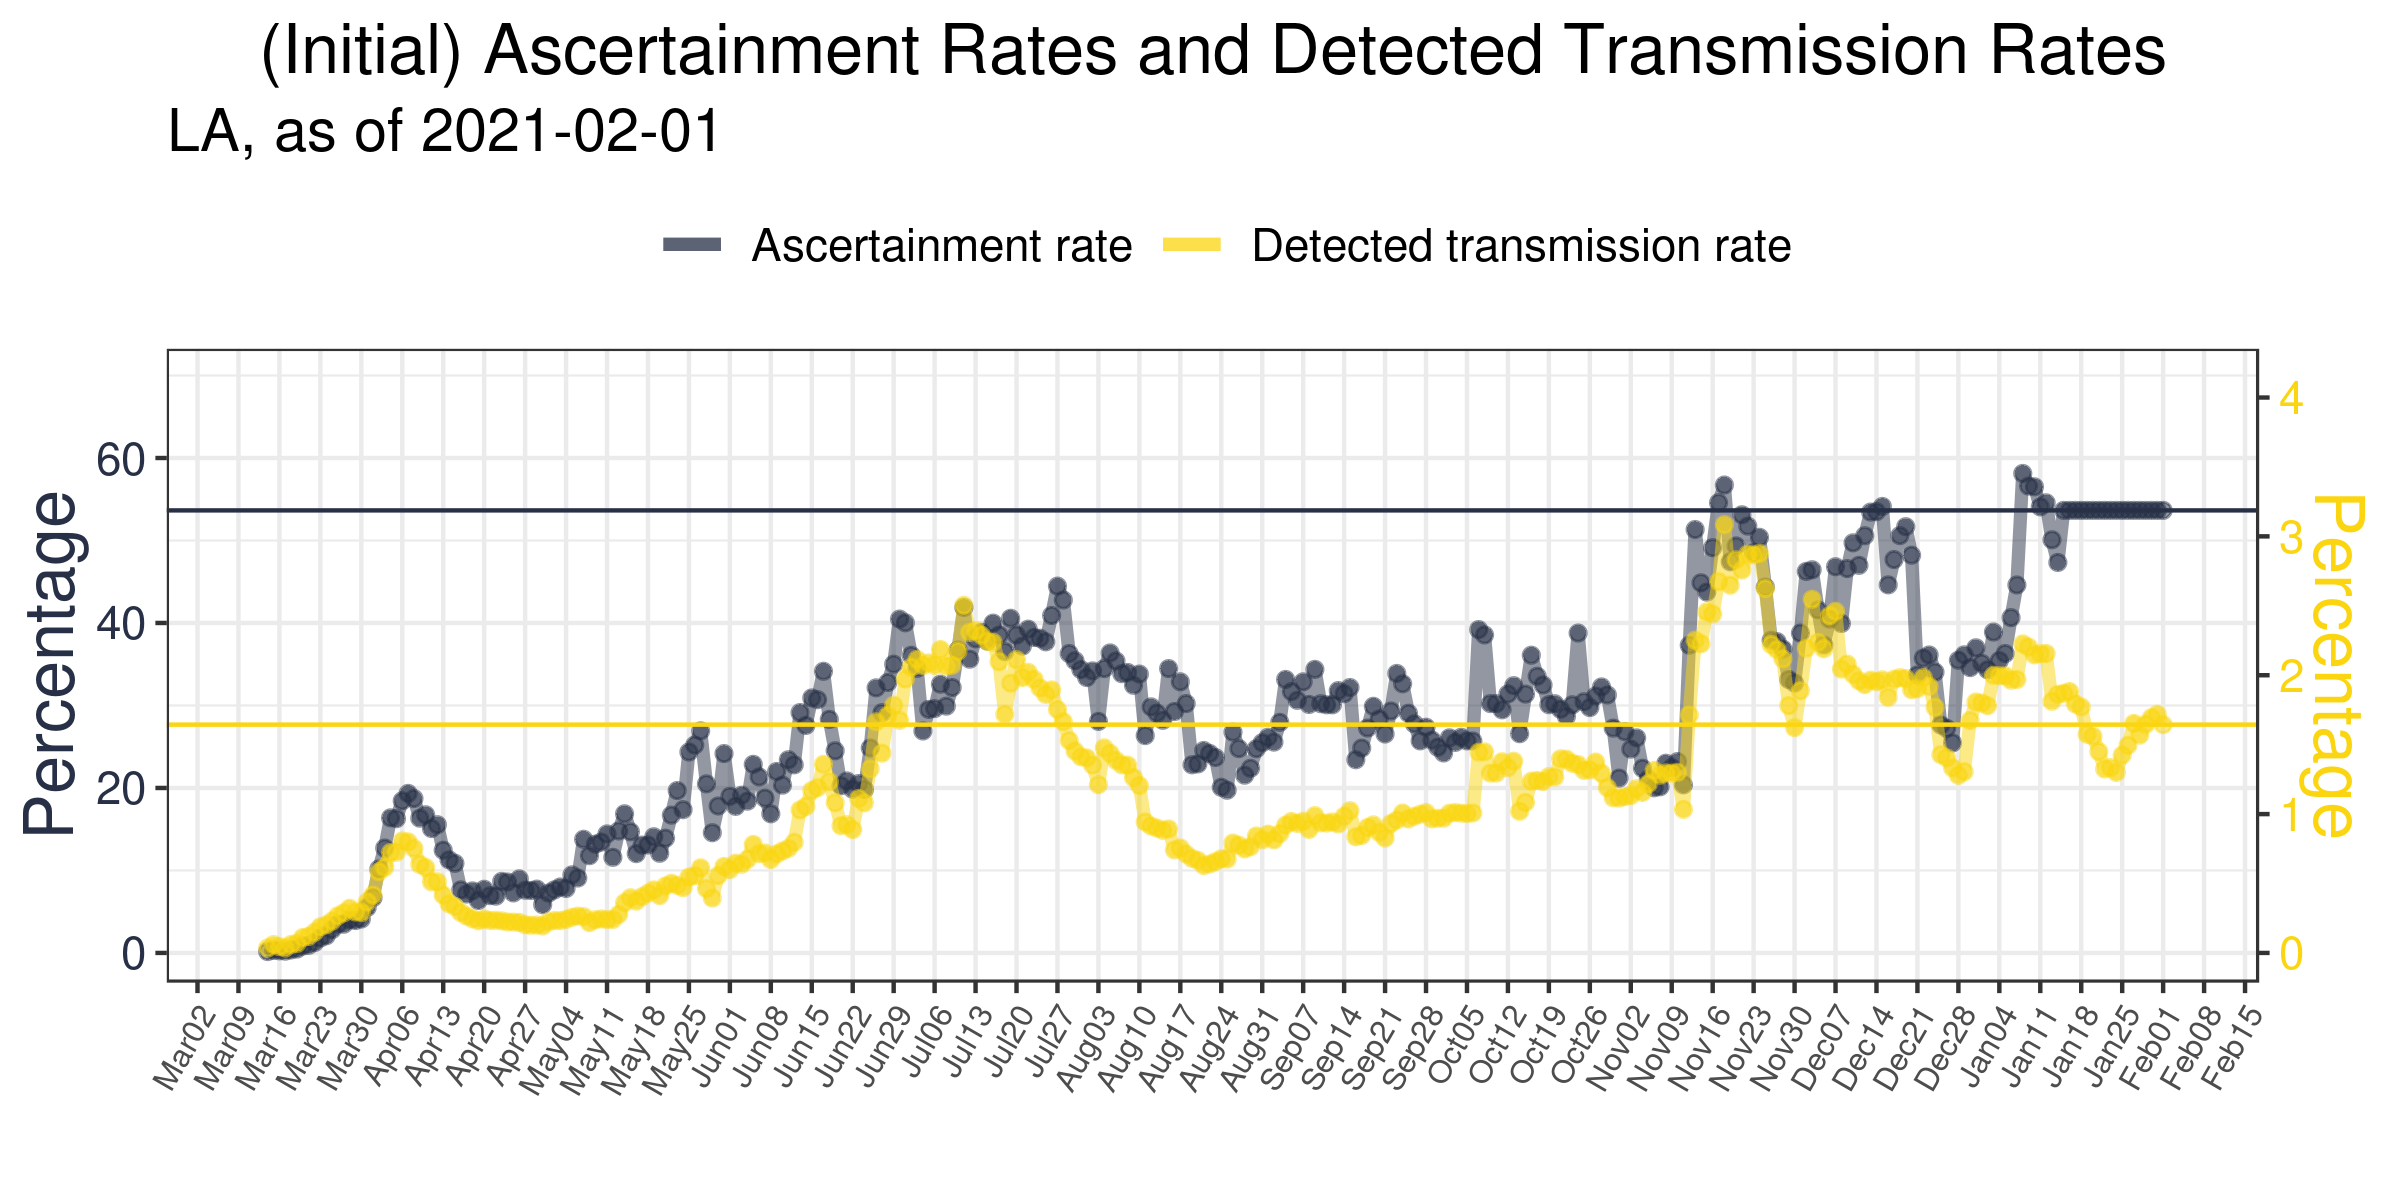 (Initial) Ascertainment Rates and Detected Transmission Rates
LA, as of 2021-02-01
Ascertainment rate Detected transmission rate
Percentage
60
40
20
0
4
3
2
1
0
Percentage
Mar02 Mar09 Mar16 Mar23 Mar30 Apr06 Apr13 Apr20 Apr27 May04 May11 May18 May25 Jun01 Jun08 Jun15 Jun22 Jun29 Jul06 Jul13 Jul20 Jul27 Aug03 Aug10 Aug17 Aug24 Aug31 Sep07 Sep14 Sep21 Sep28 Oct05 Oct12 Oct19 Oct26 Nov02 Nov09 Nov16 Nov23 Nov30 Dec07 Dec14 Dec21 Dec28 Jan04 Jan11 Jan18 Jan25 Feb01 Feb08 Feb15